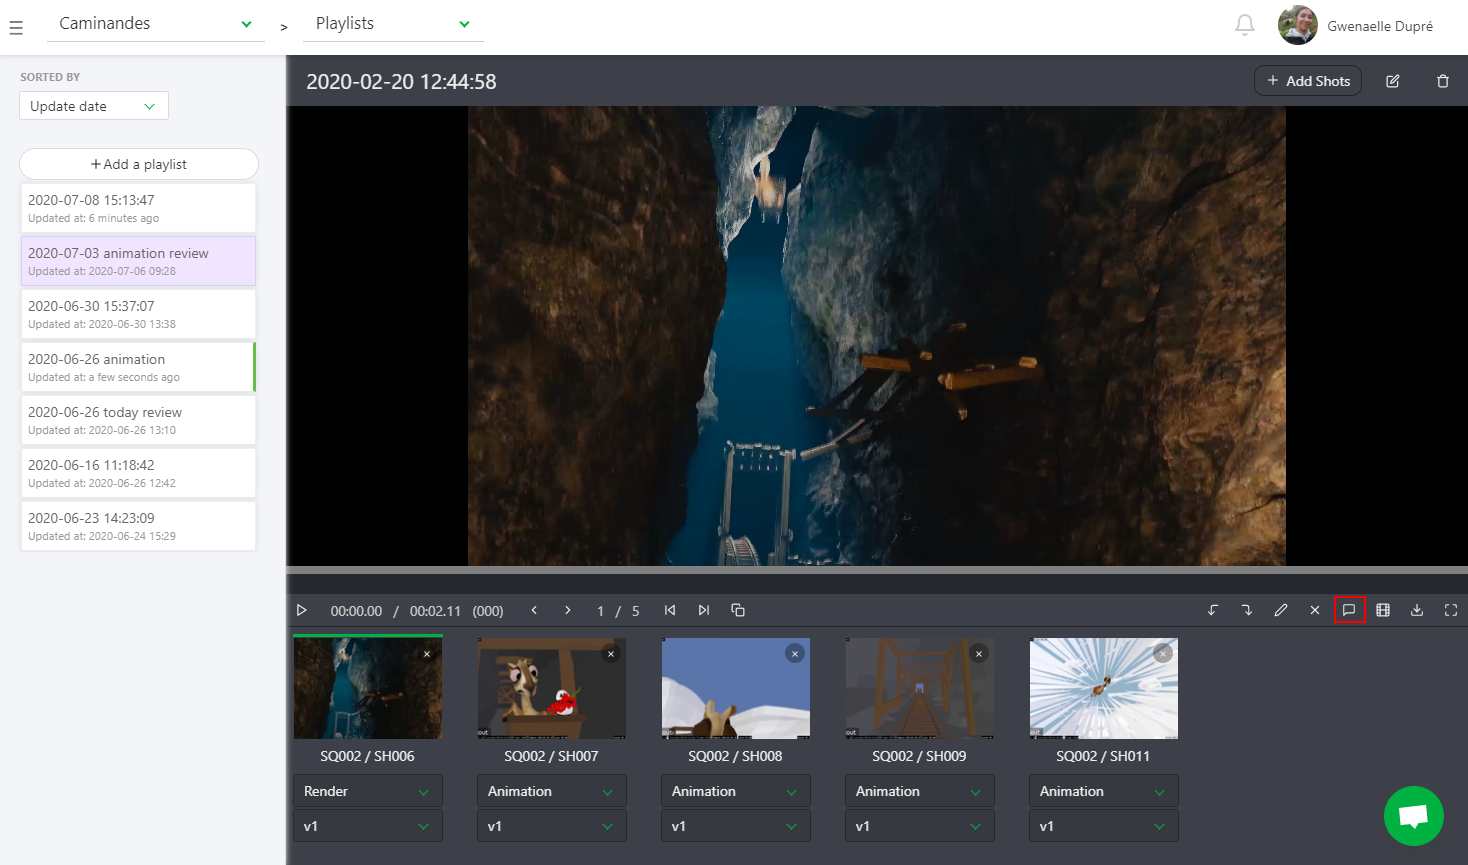 Caminandes
>
Playlists
Gwenaelle Dupré
SORTED BY
Update date
+ Add a playlist
2020-07-08 15:13:47
Updated at: 6 minutes ago
2020-07-03 animation review
Updated at: 2020-07-06 09:28
2020-06-30 15:37:07
Updated at: 2020-06-30 13:38
2020-06-26 animation
Updated at: a few seconds ago
2020-06-26 today review
Updated at: 2020-06-26 13:10
2020-06-16 11:18:42
Updated at: 2020-06-26 12:42
2020-06-23 14:23:09
Updated at: 2020-06-24 15:29
2020-02-20 12:44:58
+ Add Shots
00:00.00 / 00:02.11 (000) 1 / 5
SQ002 / SH006
Render
v1
out
SQ002 / SH007
Animation
v1
SQ002 / SH008
Animation
v1
out
SQ002 / SH009
Animation
v1
out
SQ002 / SH011
Animation
v1